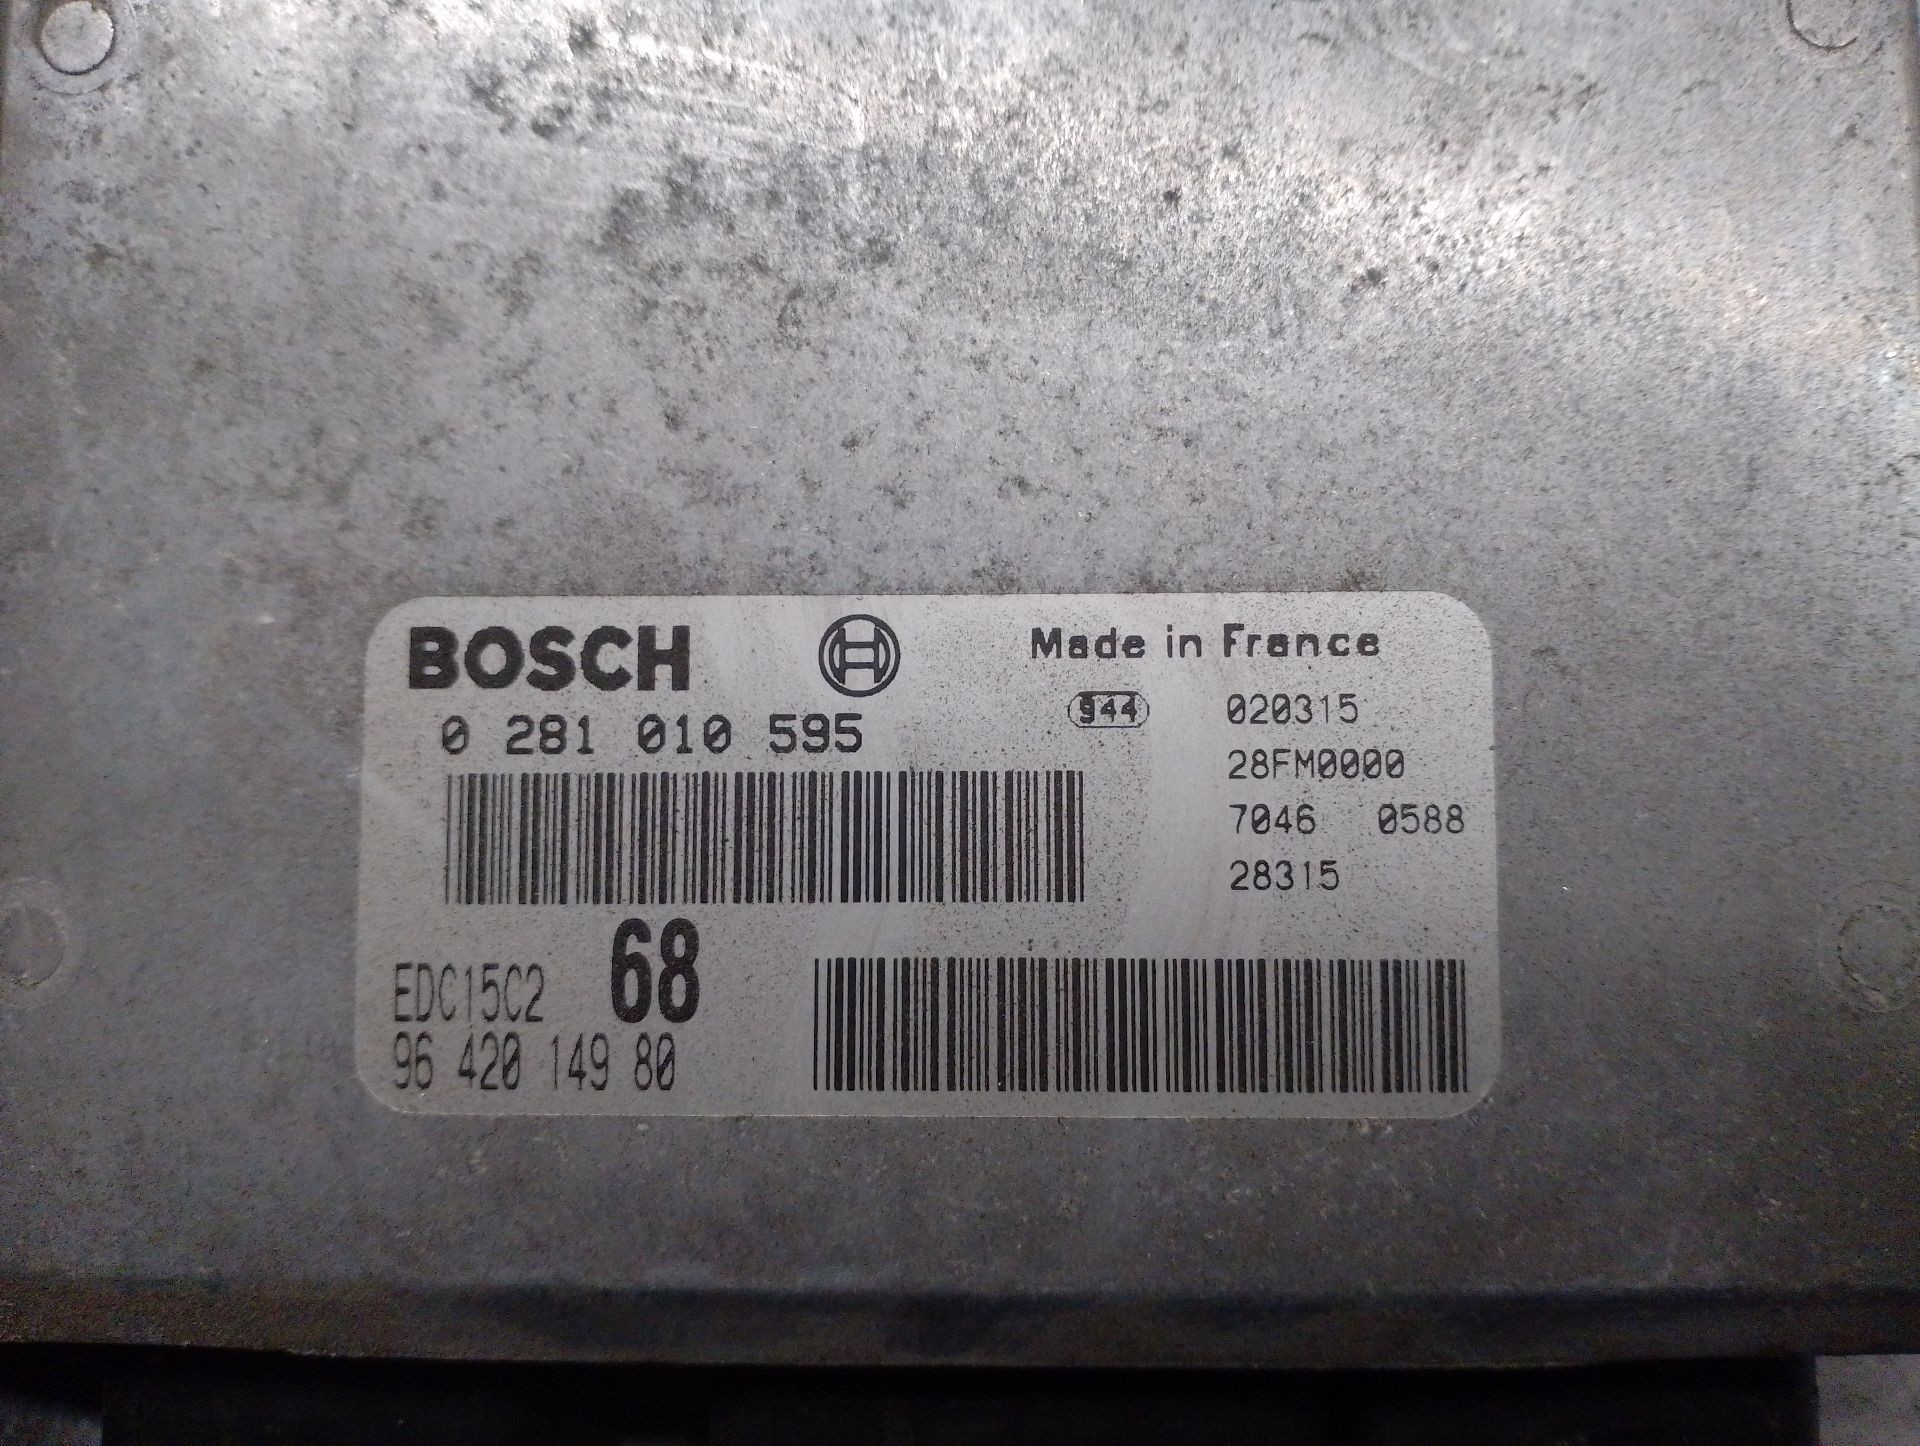 BOSCH
Made in France
0 281 010 595
944
020315
28FM0000
7046 0588
28315
EDC15C2
68
96 420 149 80